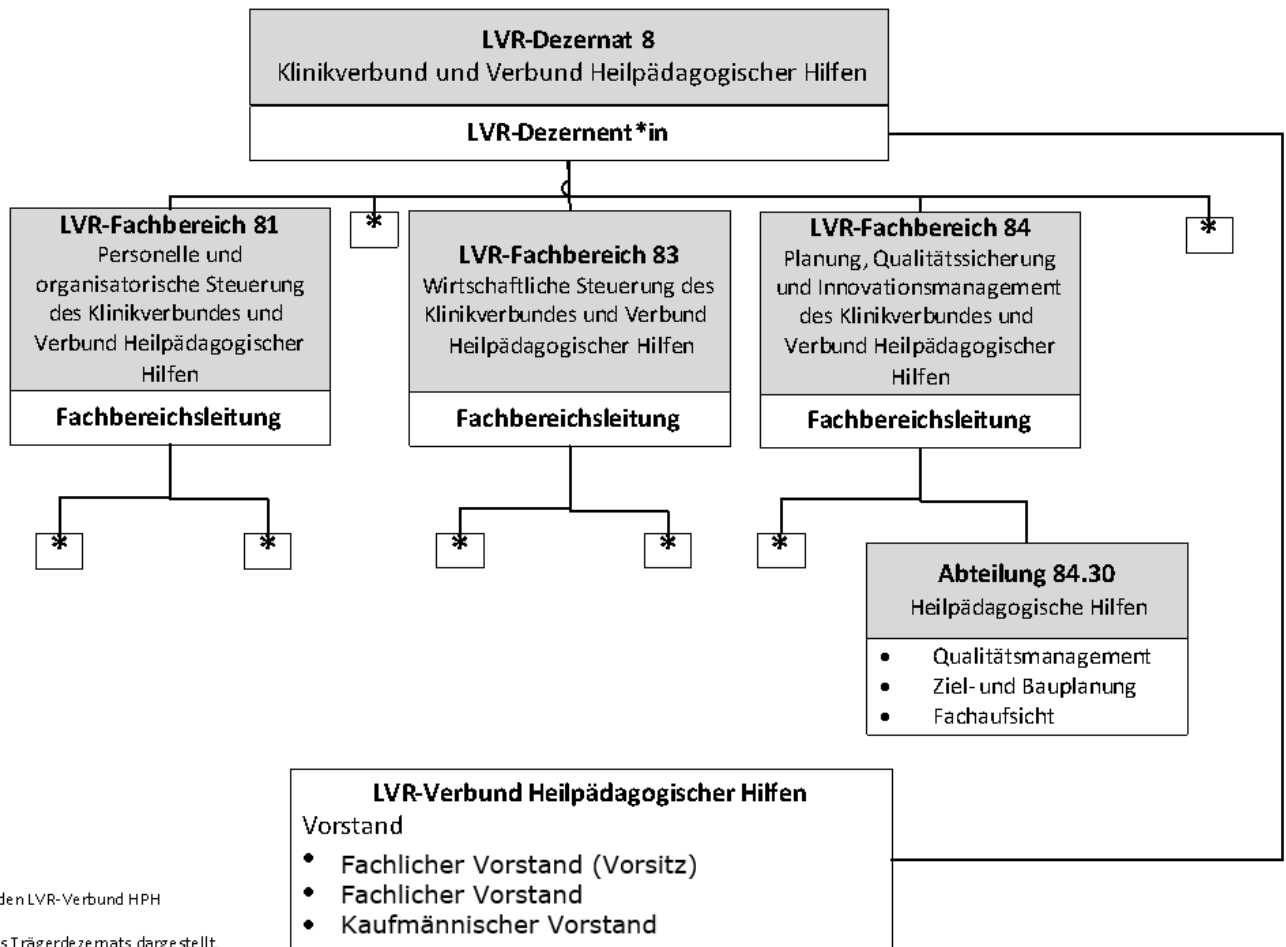 LVR-Dezernat 8
Klinikverbund und Verbund Heilpädagogischer Hilfen
LVR-Dezernent*in
LVR-Fachbereich 81
Personelle und
organisatorische Steuerung
des Klinikverbundes und
Verbund Heilpädagogischer
Hilfen
Fachbereichsleitung
*
LVR-Fachbereich 83
Wirtschaftliche Steuerung des
Klinikverbundes und Verbund
Heilpädagogischer Hilfen
Fachbereichsleitung
LVR-Fachbereich 84
Planung, Qualitätssicherung
und Innovationsmanagement
des Klinikverbundes und
Verbund Heilpädagogischer
Hilfen
Fachbereichsleitung
*
*
*
*
*
*
Abteilung 84.30
Heilpädagogische Hilfen
• Qualitätsmanagement
• Ziel- und Bauplanung
• Fachaufsicht
LVR-Verbund Heilpädagogischer Hilfen
Vorstand
• Fachlicher Vorstand (Vorsitz)
• Fachlicher Vorstand
• Kaufmännischer Vorstand
den LVR-Verbund HPH
s Trägerdezernats dargestellt.